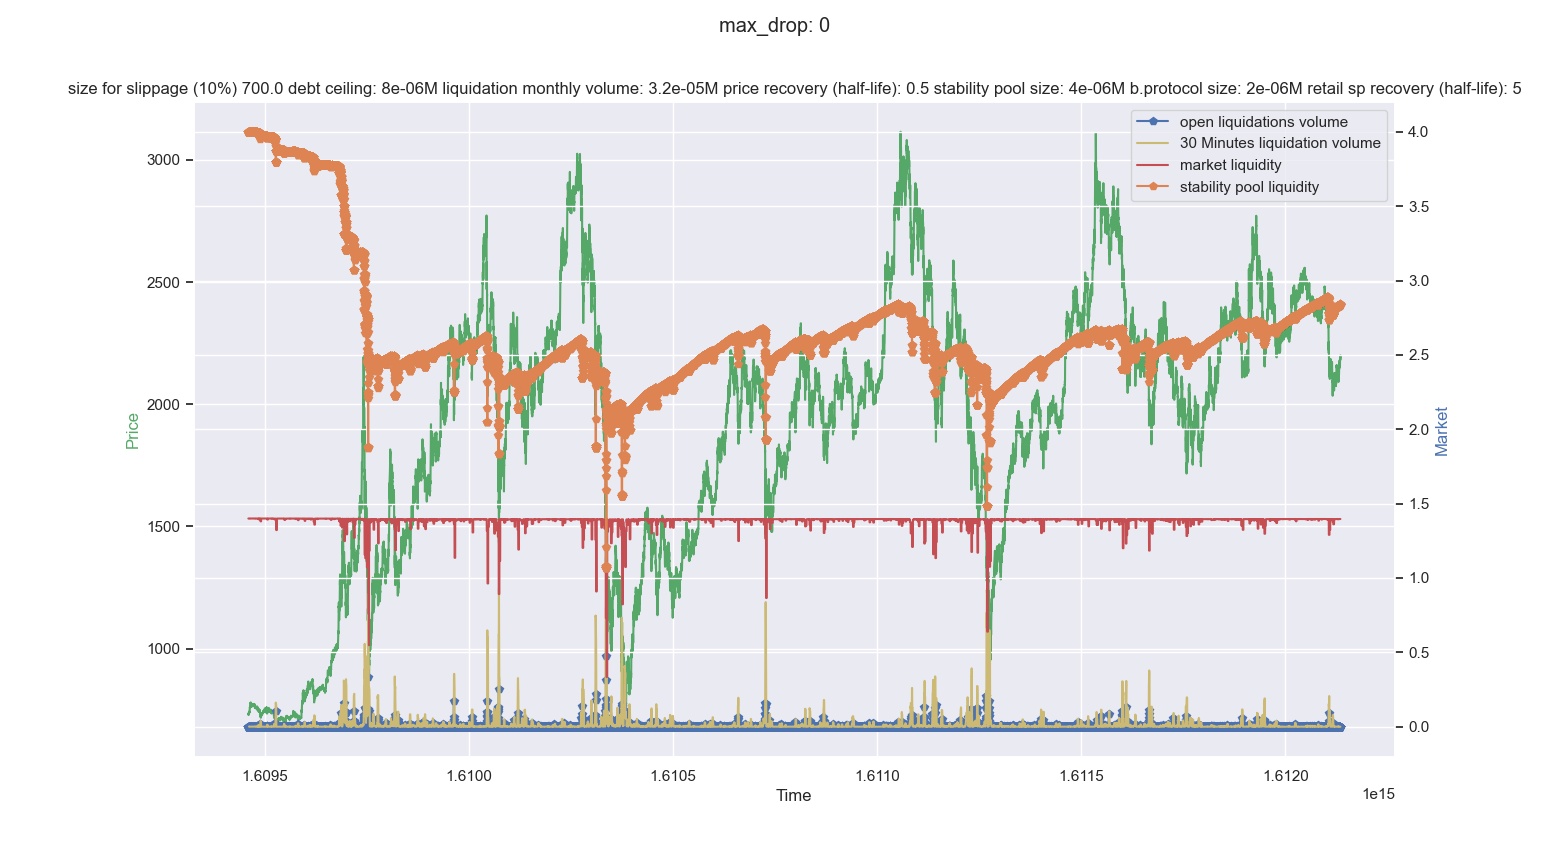 max_drop: 0
size for slippage (10%) 700.0 debt ceiling: 8e-06M liquidation monthly volume: 3.2e-05M price recovery (half-life): 0.5 stability pool size: 4e-06M b.protocol size: 2e-06M retail sp recovery (half-life): 5
open liquidations volume
30 Minutes liquidation volume
market liquidity
stability pool liquidity
3000
2500
2000
1500
1000
Price
4.0
3.5
3.0
2.5
2.0
1.5
1.0
0.5
0.0
Market
1.6095 1.6100 1.6105 1.6110 1.6115 1.6120
Time
1e15